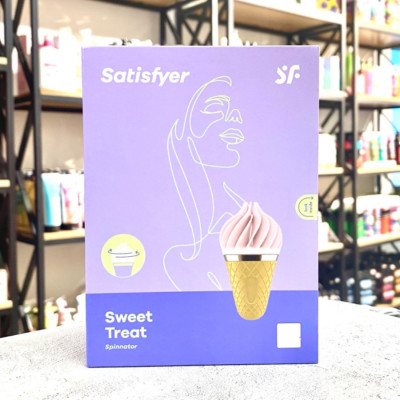 Satisfyer
SF
Sweet
Treat
Spinnator